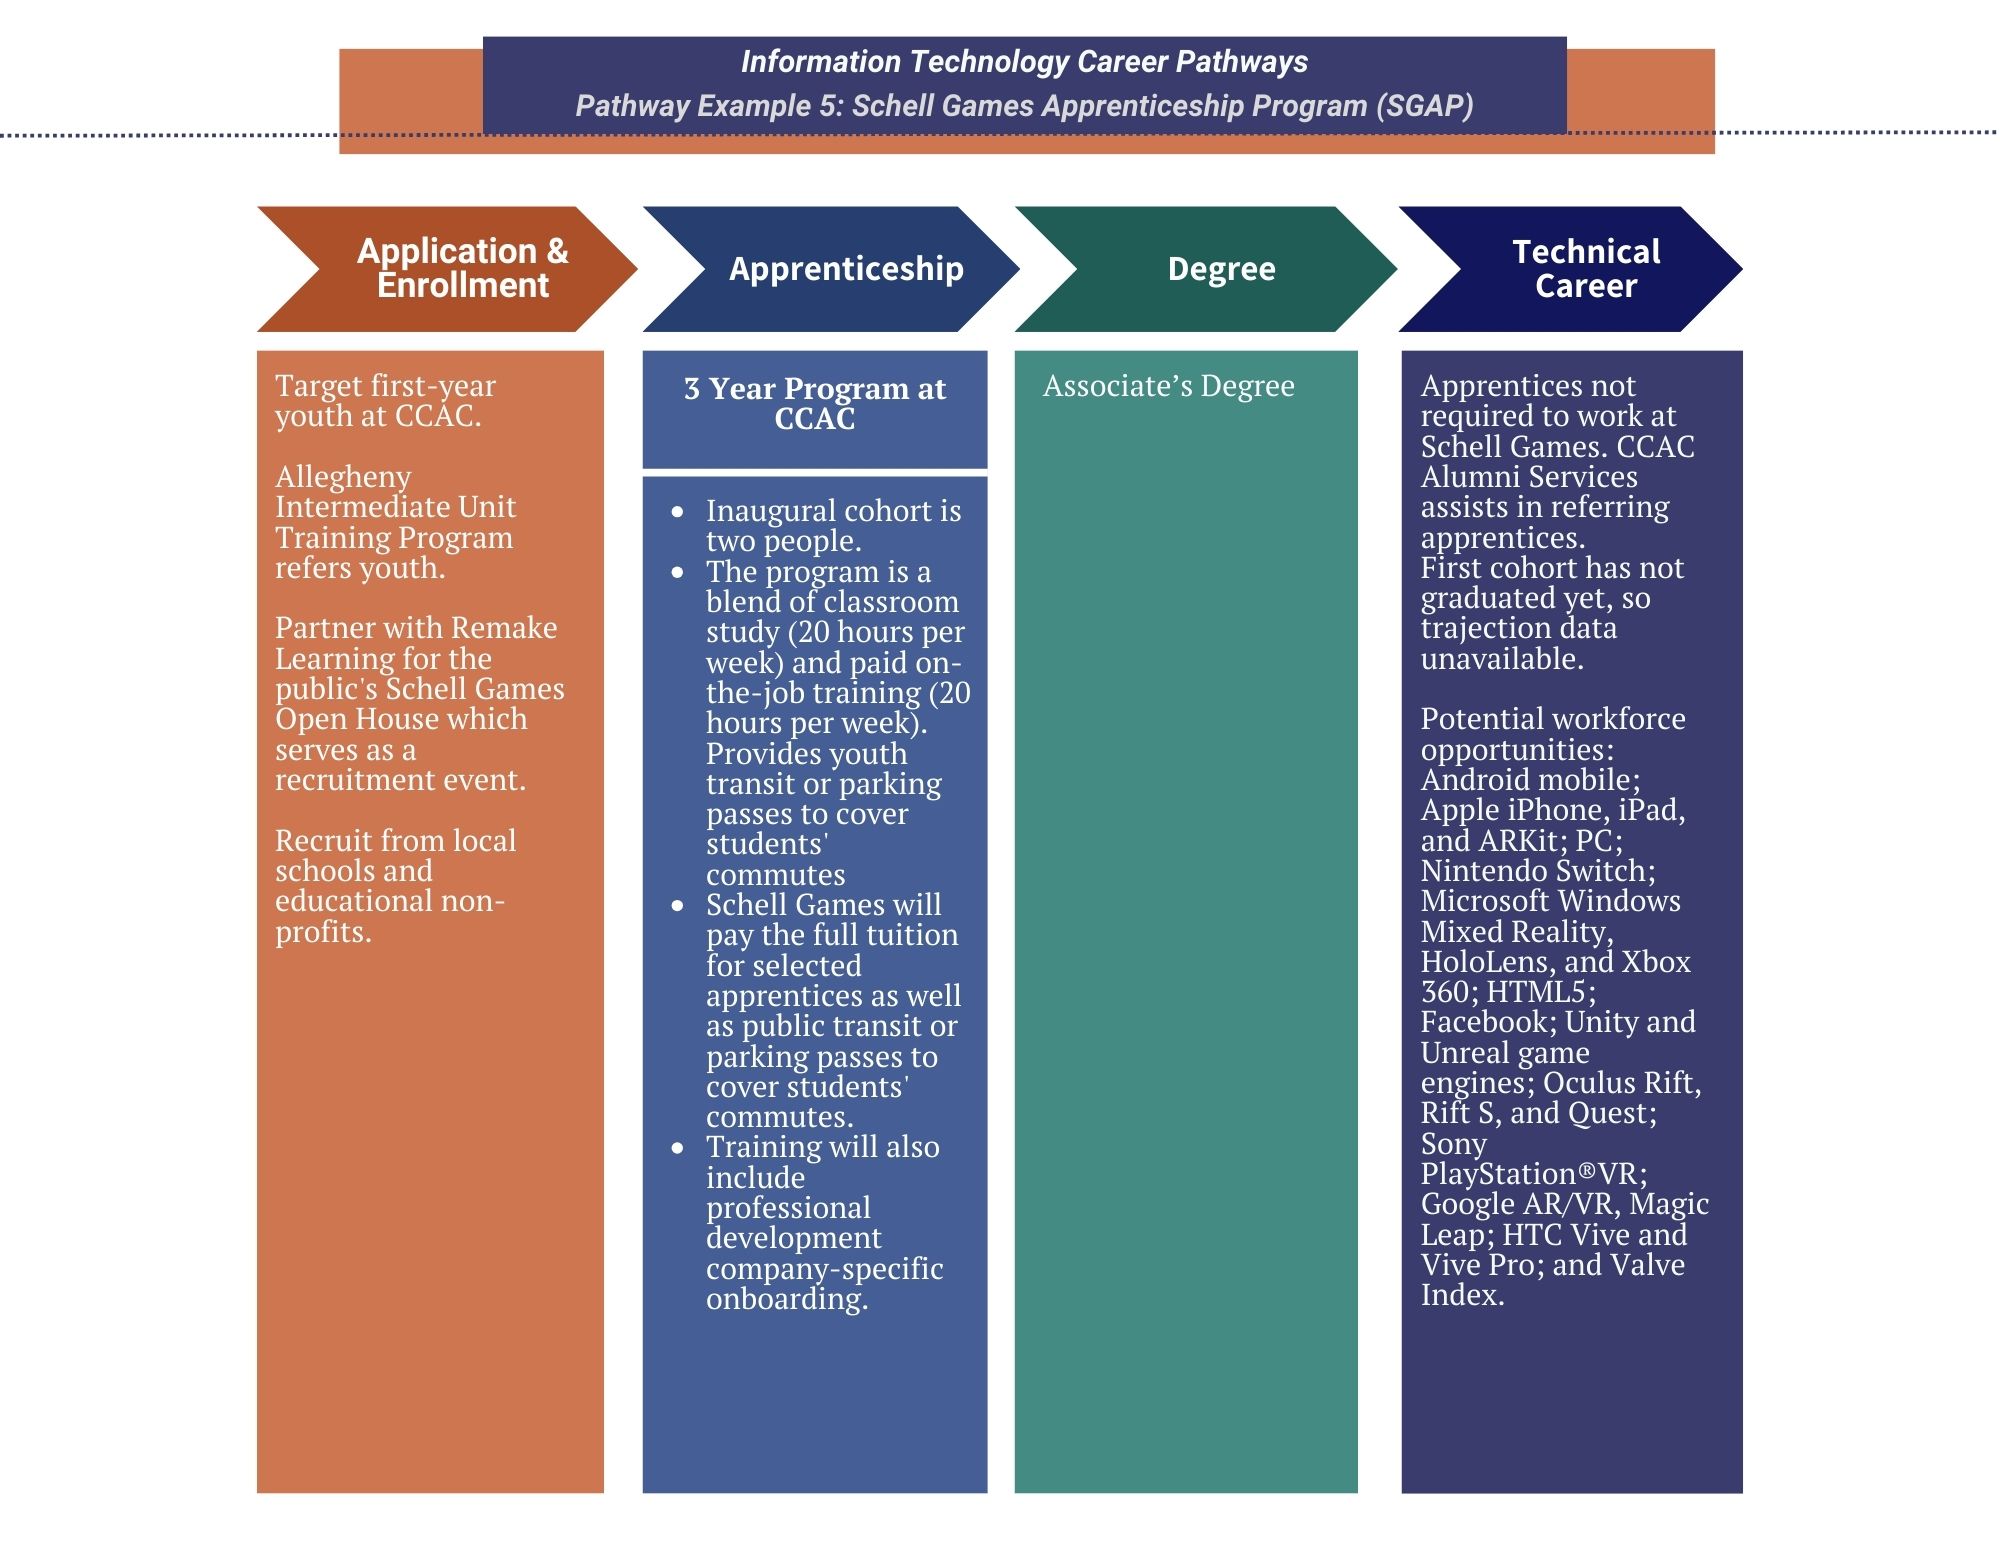 Information Technology Career Pathways
Pathway Example 5: Schell Games Apprenticeship Program (SGAP)
Application &
Enrollment
Target first-year
youth at CCAC.
Allegheny
Intermediate Unit
Training Program
refers youth.
Partner with Remake
Learning for the
public's Schell Games
Open House which
serves as a
recruitment event.
Recruit from local
schools and
educational non-
profits.
Apprenticeship
3 Year Program at
CCAC
• Inaugural cohort is
two people.
• The program is a
blend of classroom
study (20 hours per
week) and paid on-
the-job training (20
hours per week).
Provides youth
transit or parking
passes to cover
students'
commutes
• Schell Games will
pay the full tuition
for selected
apprentices as well
as public transit or
parking passes to
cover students'
commutes.
• Training will also
include
professional
development
company-specific
onboarding.
Degree
Associate’s Degree
Technical
Career
Apprentices not
required to work at
Schell Games. CCAC
Alumni Services
assists in referring
apprentices.
First cohort has not
graduated yet, so
trajection data
unavailable.
Potential workforce
opportunities:
Android mobile;
Apple iPhone, iPad,
and ARKit; PC;
Nintendo Switch;
Microsoft Windows
Mixed Reality,
HoloLens, and Xbox
360; HTML5;
Facebook; Unity and
Unreal game
engines; Oculus Rift,
Rift S, and Quest;
Sony
PlayStation®VR;
Google AR/VR, Magic
Leap; HTC Vive and
Vive Pro; and Valve
Index.